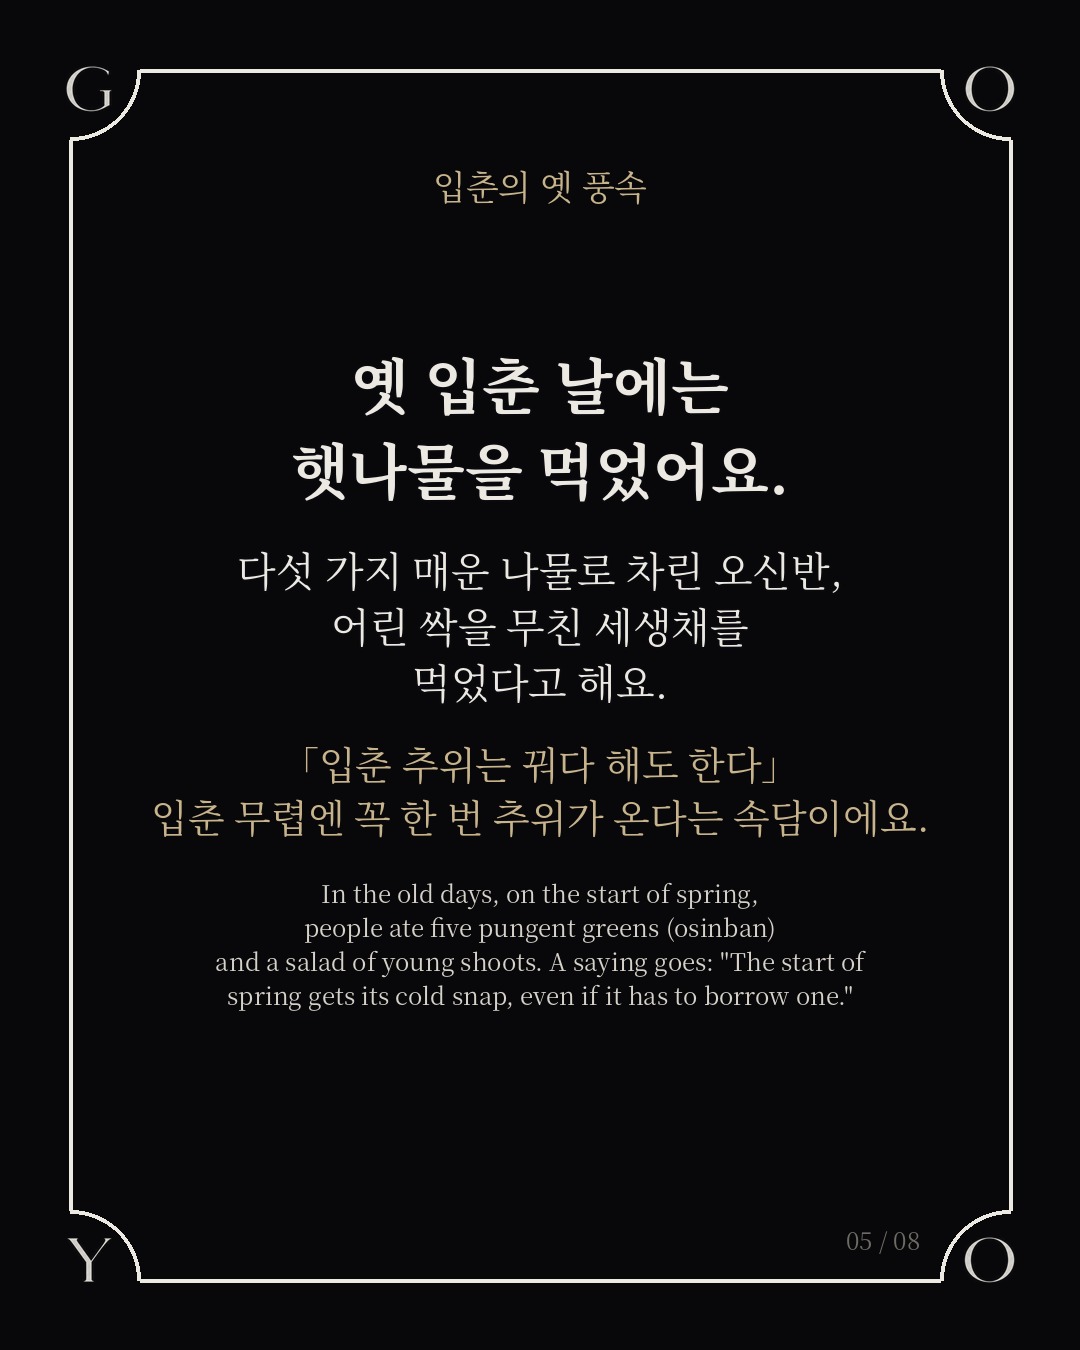 G O
입춘의 옛 풍속
옛 입춘 날에는
햇나물을 먹었어요.
다섯 가지 매운 나물로 차린 오신반,
어린 싹을 무친 세생채를
먹었다고 해요.
「입춘 추위는 꿔다 해도 한다」
입춘 무렵엔 꼭 한 번 추위가 온다는 속담이에요.
In the old days, on the start of spring,
people ate five pungent greens (osinban)
and a salad of young shoots. A saying goes: "The start of
spring gets its cold snap, even if it has to borrow one."
05 / 08
Y O